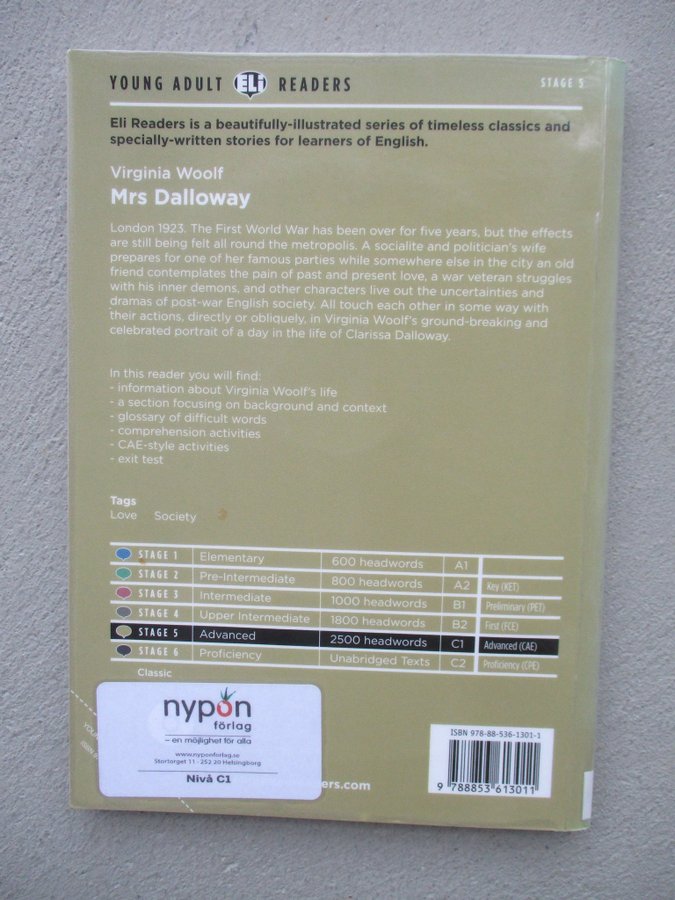 YOUNG ADULT ELi READERS
STAGE 5
Eli Readers is a beautifully-illustrated series of timeless classics and
specially-written stories for learners of English.
Virginia Woolf
Mrs Dalloway
London 1923. The First World War has been over for five years, but the effects
are still being felt all round the metropolis. A socialite and politician's wife
prepares for one of her famous parties while somewhere else in the city an old
friend contemplates the pain of past and present love, a war veteran struggles
with his inner demons, and other characters live out the uncertainties and
dramas of post-war English society. All touch each other in some way with
their actions, directly or obliquely, in Virginia Woolf's ground-breaking and
celebrated portrait of a day in the life of Clarissa Dalloway.
In this reader you will find:
- information about Virginia Woolf's life
- a section focusing on background and context
- glossary of difficult words
- comprehension activities
- CAE-style activities
- exit test
Tags
Love Society
STAGE 1 Elementary 600 headwords A1
STAGE 2 Pre-Intermediate 800 headwords A2 Key (KET)
STAGE 3 Intermediate 1000 headwords B1 Preliminary (PET)
STAGE 4 Upper Intermediate 1800 headwords B2 First (FCE)
STAGE 5 Advanced 2500 headwords C1 Advanced (CAE)
STAGE 6 Proficiency Unabridged Texts C2 Proficiency (CPE)
Classic
nypon
förlag
– en möjlighet för alla
www.nyponforlag.se
Stortorget 11 · 252 20 Helsingborg
Nivå C1
ers.com
ISBN 978-88-536-1301-1
9 788853 613011